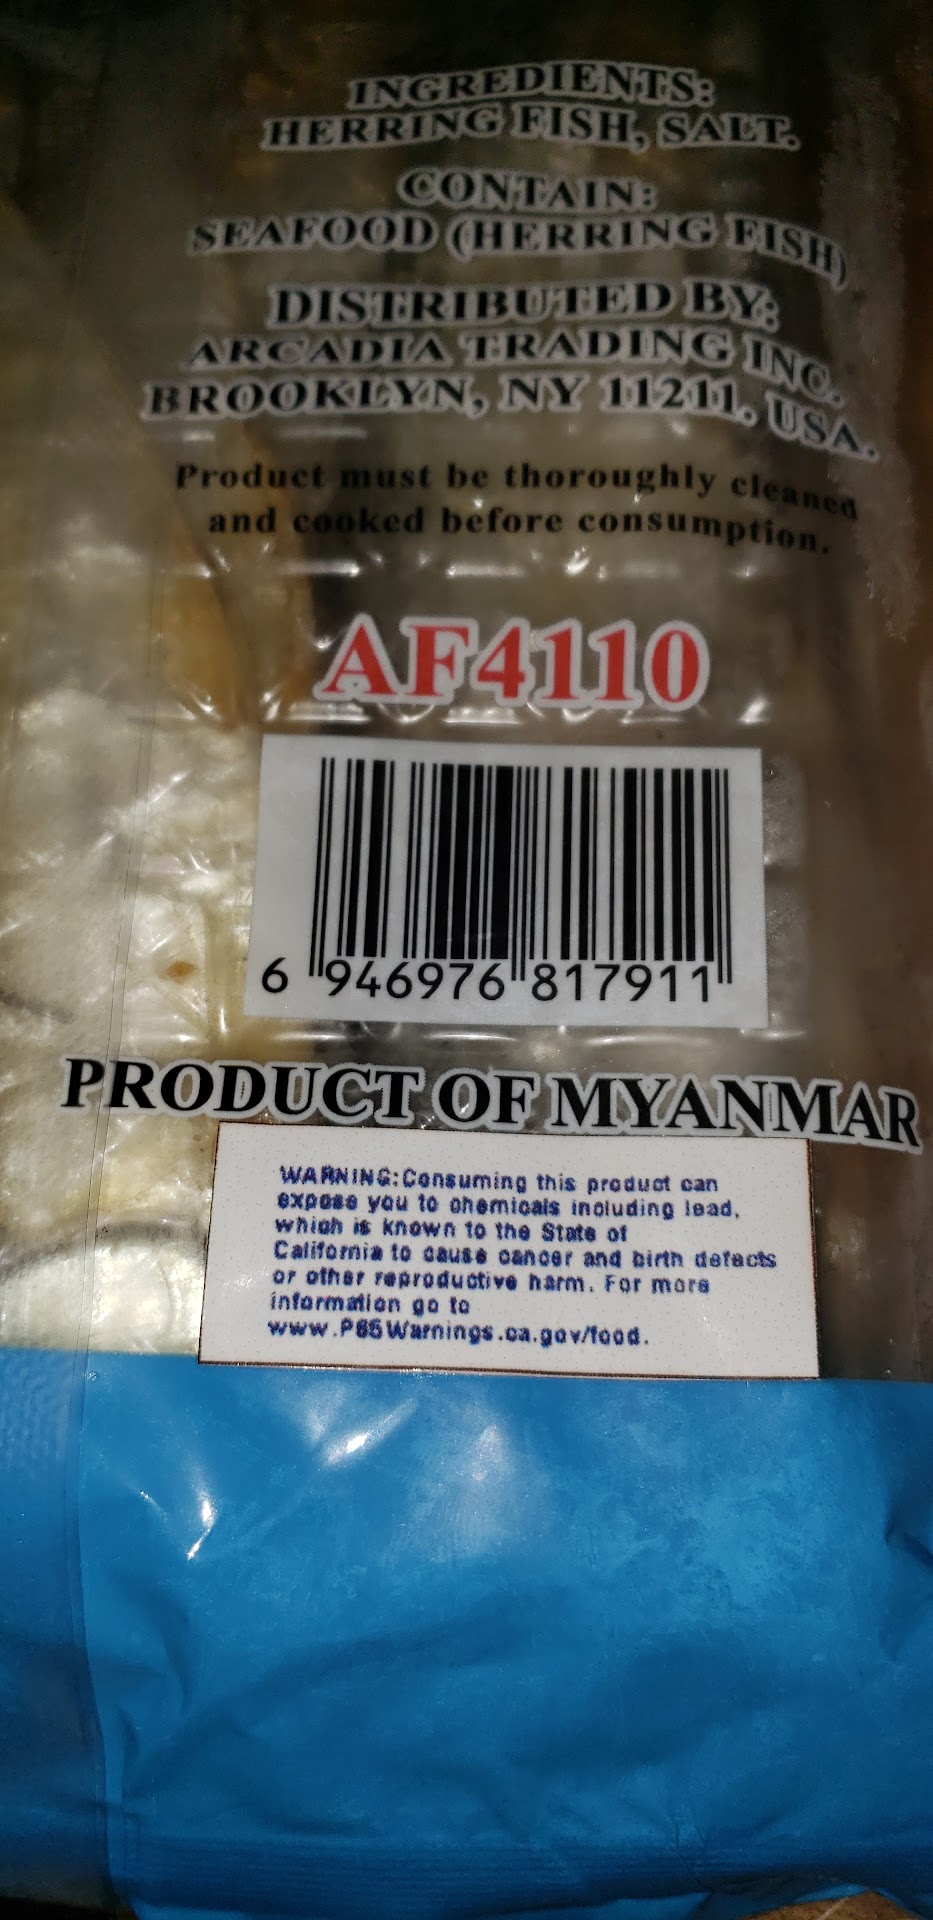 INGREDIENTS:
HERRING FISH, SALT.
CONTAIN:
SEAFOOD (HERRING FISH)
DISTRIBUTED BY:
ARCADIA TRADING INC.
BROOKLYN, NY 11211. USA.
Product must be thoroughly cleaned
and cooked before consumption.
AF4110
6 946976 817911
PRODUCT OF MYANMAR
WARNING:Consuming this product can
expose you to chemicals including lead,
which is known to the State of
California to cause cancer and birth defects
or other reproductive harm. For more
information go to
www.P65Warnings.ca.gov/food.